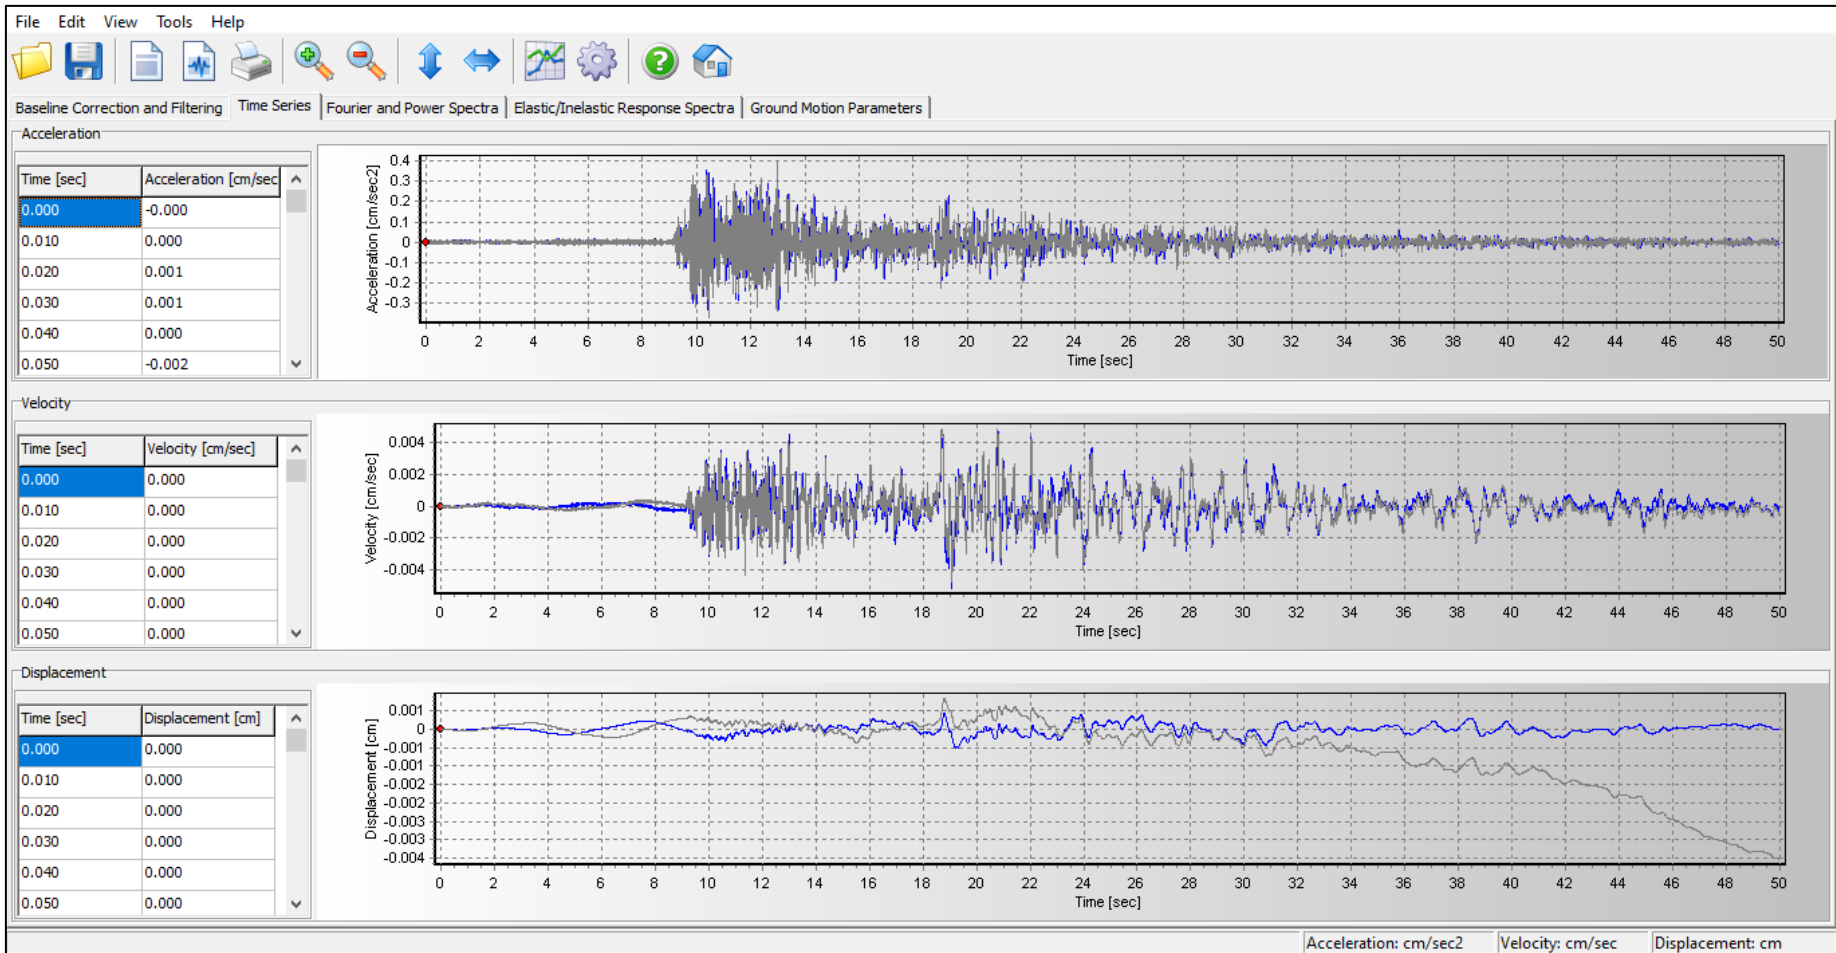 File Edit View Tools Help
Baseline Correction and Filtering Time Series Fourier and Power Spectra Elastic/Inelastic Response Spectra Ground Motion Parameters
Acceleration
Time [sec] Acceleration [cm/sec
0.000 -0.000
0.010 0.000
0.020 0.001
0.030 0.001
0.040 0.000
0.050 -0.002
Acceleration [cm/sec2]
0.4
0.3
0.2
0.1
0
-0.1
-0.2
-0.3
0 2 4 6 8 10 12 14 16 18 20 22 24 26 28 30 32 34 36 38 40 42 44 46 48 50
Time [sec]
Velocity
Time [sec] Velocity [cm/sec]
0.000 0.000
0.010 0.000
0.020 0.000
0.030 0.000
0.040 0.000
0.050 0.000
Velocity [cm/sec]
0.004
0.002
0
-0.002
-0.004
0 2 4 6 8 10 12 14 16 18 20 22 24 26 28 30 32 34 36 38 40 42 44 46 48 50
Time [sec]
Displacement
Time [sec] Displacement [cm]
0.000 0.000
0.010 0.000
0.020 0.000
0.030 0.000
0.040 0.000
0.050 0.000
Displacement [cm]
0.001
0
-0.001
-0.001
-0.002
-0.002
-0.003
-0.003
-0.004
0 2 4 6 8 10 12 14 16 18 20 22 24 26 28 30 32 34 36 38 40 42 44 46 48 50
Time [sec]
Acceleration: cm/sec2 Velocity: cm/sec Displacement: cm